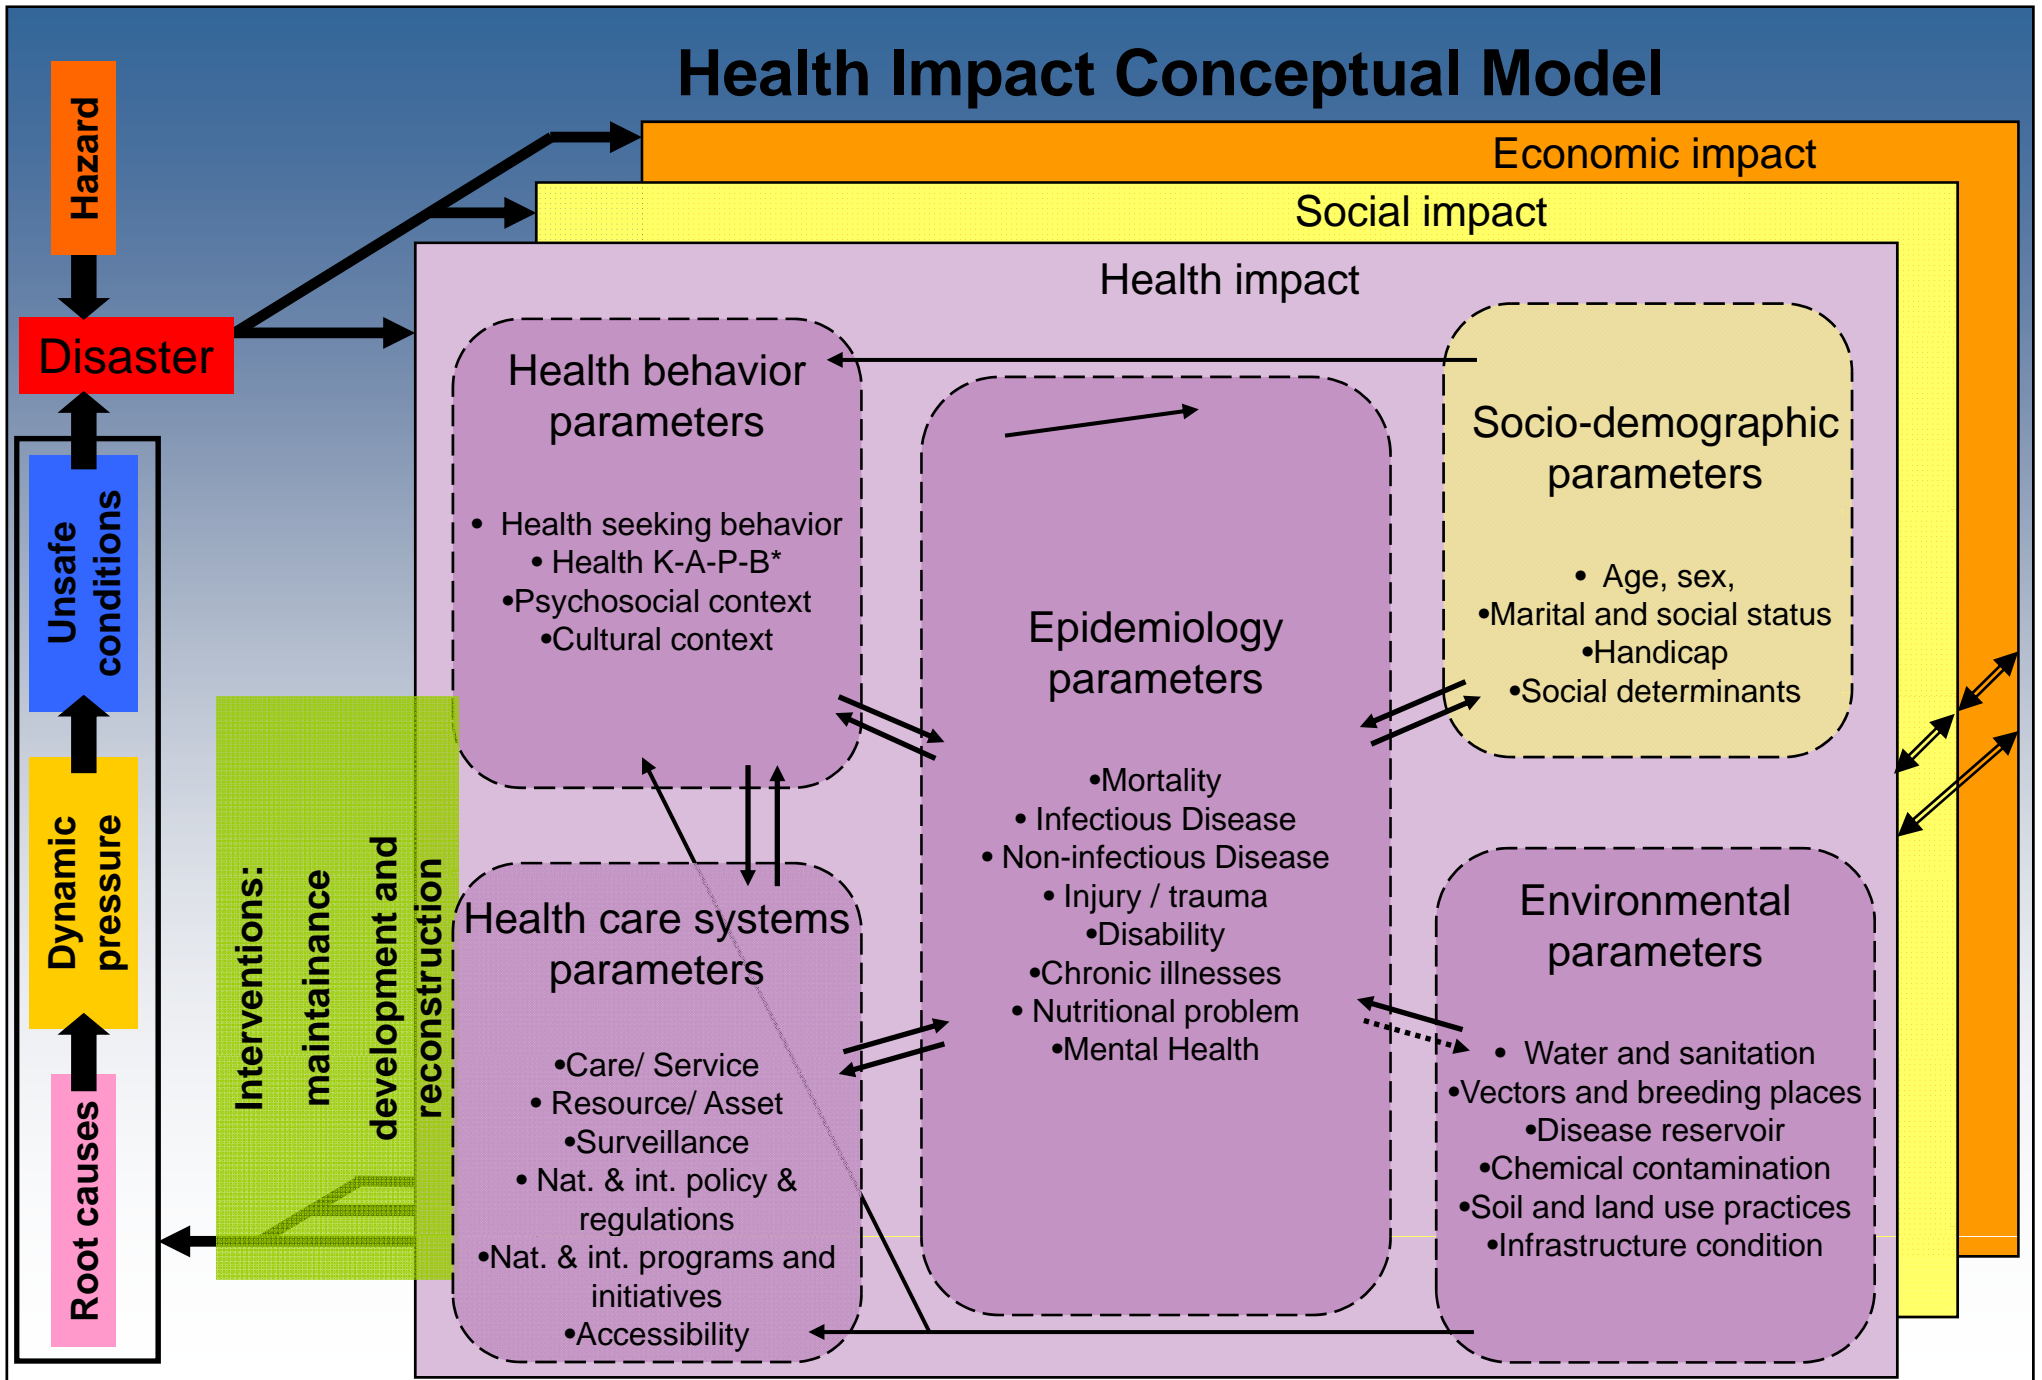 Health Impact Conceptual Model
Hazard
Disaster
Unsafe
conditions
Dynamic
pressure
Root causes
Interventions:
maintainance
development and
reconstruction
Economic impact
Social impact
Health impact
Health behavior
parameters
• Health seeking behavior
• Health K-A-P-B*
•Psychosocial context
•Cultural context
Health care systems
parameters
•Care/ Service
• Resource/ Asset
•Surveillance
• Nat. & int. policy &
regulations
•Nat. & int. programs and
initiatives
•Accessibility
Epidemiology
parameters
•Mortality
• Infectious Disease
• Non-infectious Disease
• Injury / trauma
•Disability
•Chronic illnesses
• Nutritional problem
•Mental Health
Socio-demographic
parameters
• Age, sex,
•Marital and social status
•Handicap
•Social determinants
Environmental
parameters
• Water and sanitation
•Vectors and breeding places
•Disease reservoir
•Chemical contamination
•Soil and land use practices
•Infrastructure condition